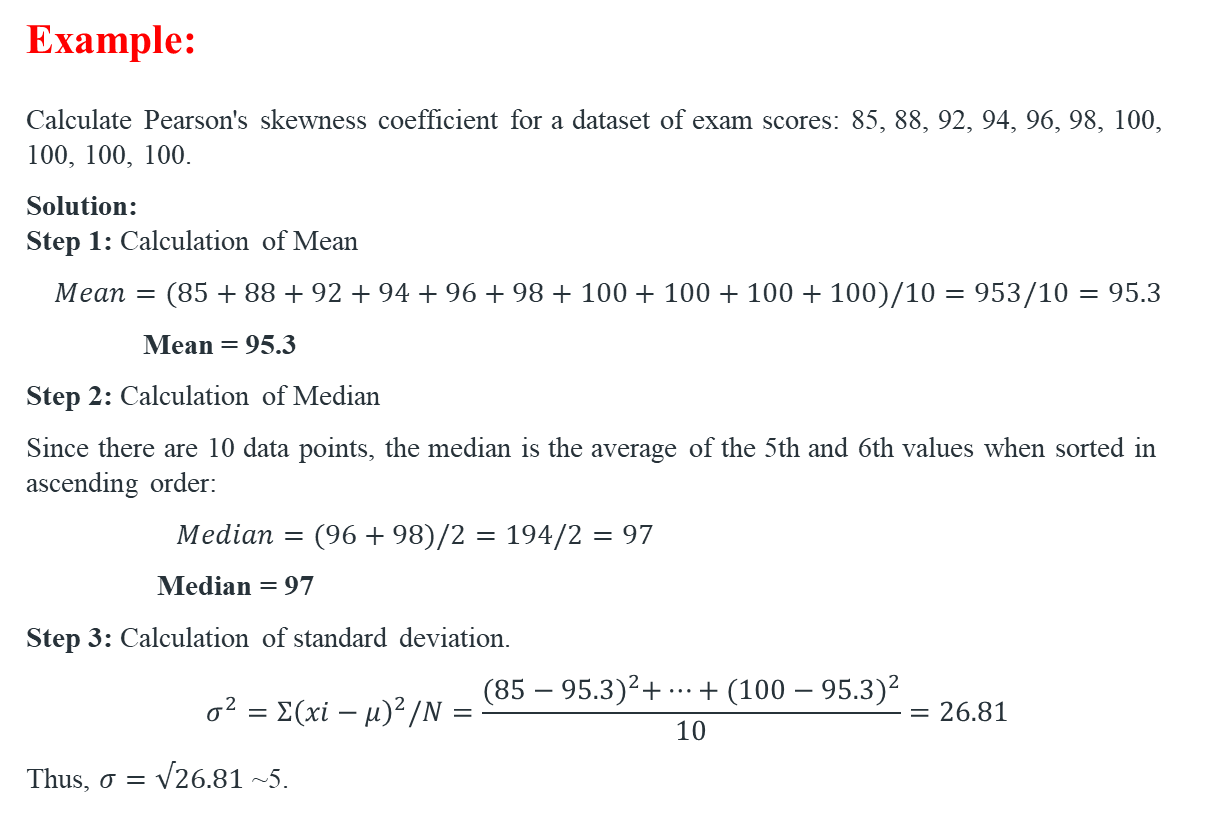 Example:
Calculate Pearson's skewness coefficient for a dataset of exam scores: 85, 88, 92, 94, 96, 98, 100,
100, 100, 100.
Solution:
Step 1: Calculation of Mean
Mean = (85 + 88 + 92 + 94 + 96 + 98 + 100 + 100 + 100 + 100)/10 = 953/10 = 95.3
Mean = 95.3
Step 2: Calculation of Median
Since there are 10 data points, the median is the average of the 5th and 6th values when sorted in
ascending order:
Median = (96 + 98)/2 = 194/2 = 97
Median = 97
Step 3: Calculation of standard deviation.
σ² = Σ(xi − μ)²/N = (85 − 95.3)²+ ⋯ + (100 − 95.3)² / 10 = 26.81
Thus, σ = √26.81 ~5.